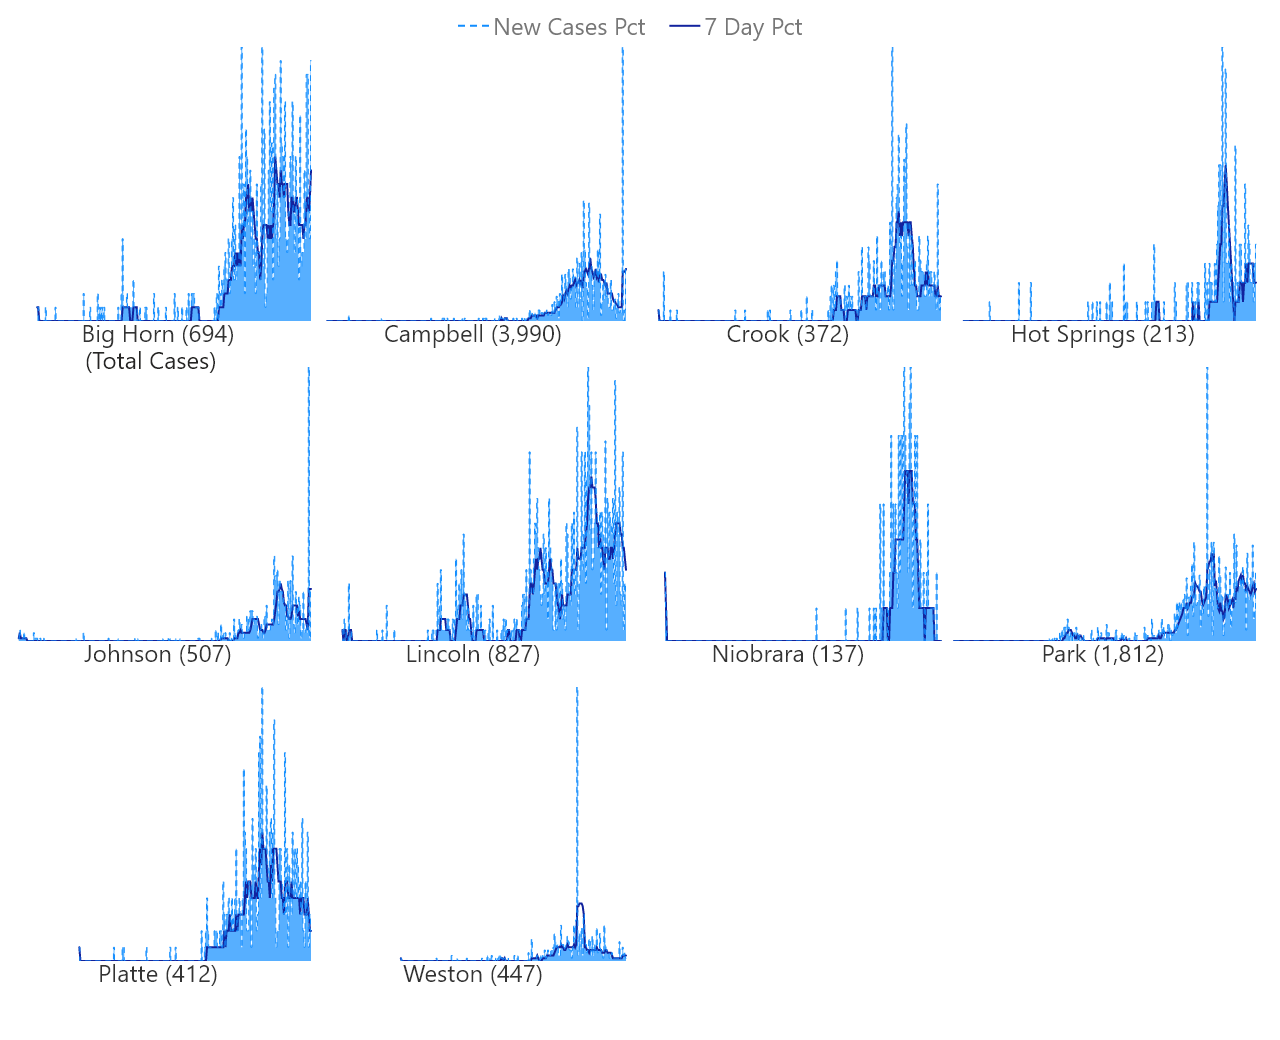 New Cases Pct 7 Day Pct
Big Horn (694)
(Total Cases)
Campbell (3,990)
Crook (372)
Hot Springs (213)
Johnson (507)
Lincoln (827)
Niobrara (137)
Park (1,812)
Platte (412)
Weston (447)